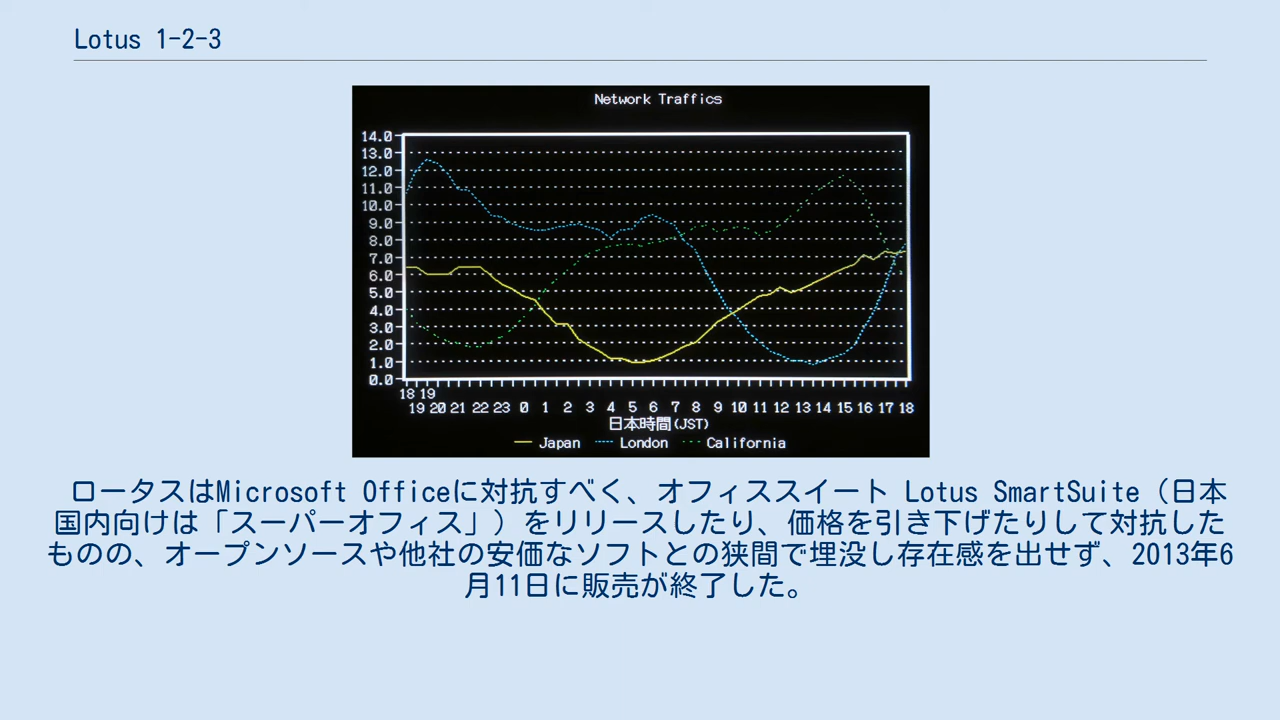 Lotus 1-2-3
Network Traffics
14.0
13.0
12.0
11.0
10.0
9.0
8.0
7.0
6.0
5.0
4.0
3.0
2.0
1.0
0.0
18 19
19 20 21 22 23 0 1 2 3 4 5 6 7 8 9 10 11 12 13 14 15 16 17 18
日本時間(JST)
Japan London California
ロータスはMicrosoft Officeに対抗すべく、オフィススイート Lotus SmartSuite（日本
国内向けは「スーパーオフィス」）をリリースしたり、価格を引き下げたりして対抗した
ものの、オープンソースや他社の安価なソフトとの狭間で埋没し存在感を出せず、2013年6
月11日に販売が終了した。